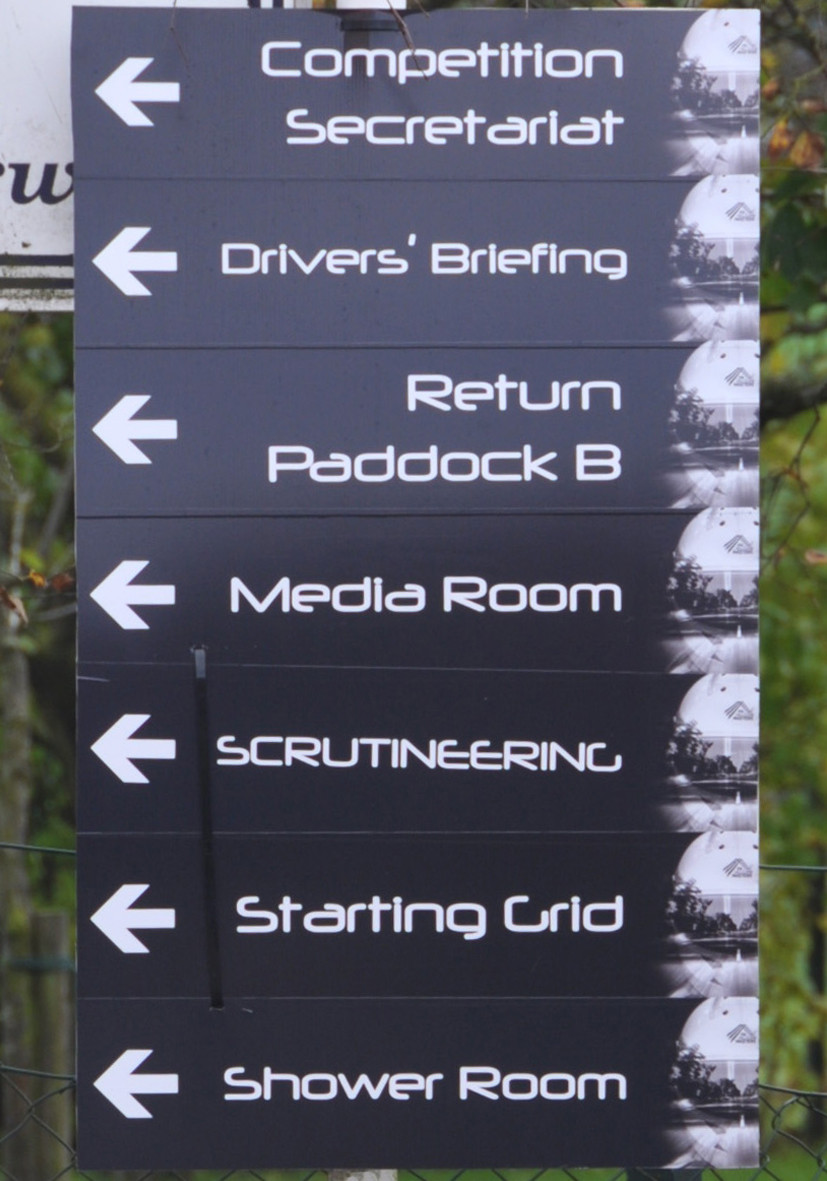 Competition
Secretariat
Drivers' Briefing
Return
Paddock B
Media Room
SCRUTINEERING
Starting Grid
Shower Room